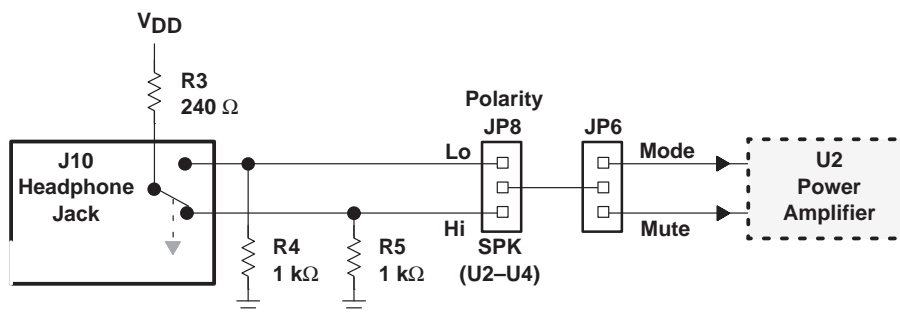 VDD
R3
240 Ω
Polarity
JP8
JP6
J10
Headphone
Jack
Lo
Mode
U2
Power
Amplifier
Hi
Mute
R4
1 kΩ
R5
1 kΩ
SPK
(U2–U4)